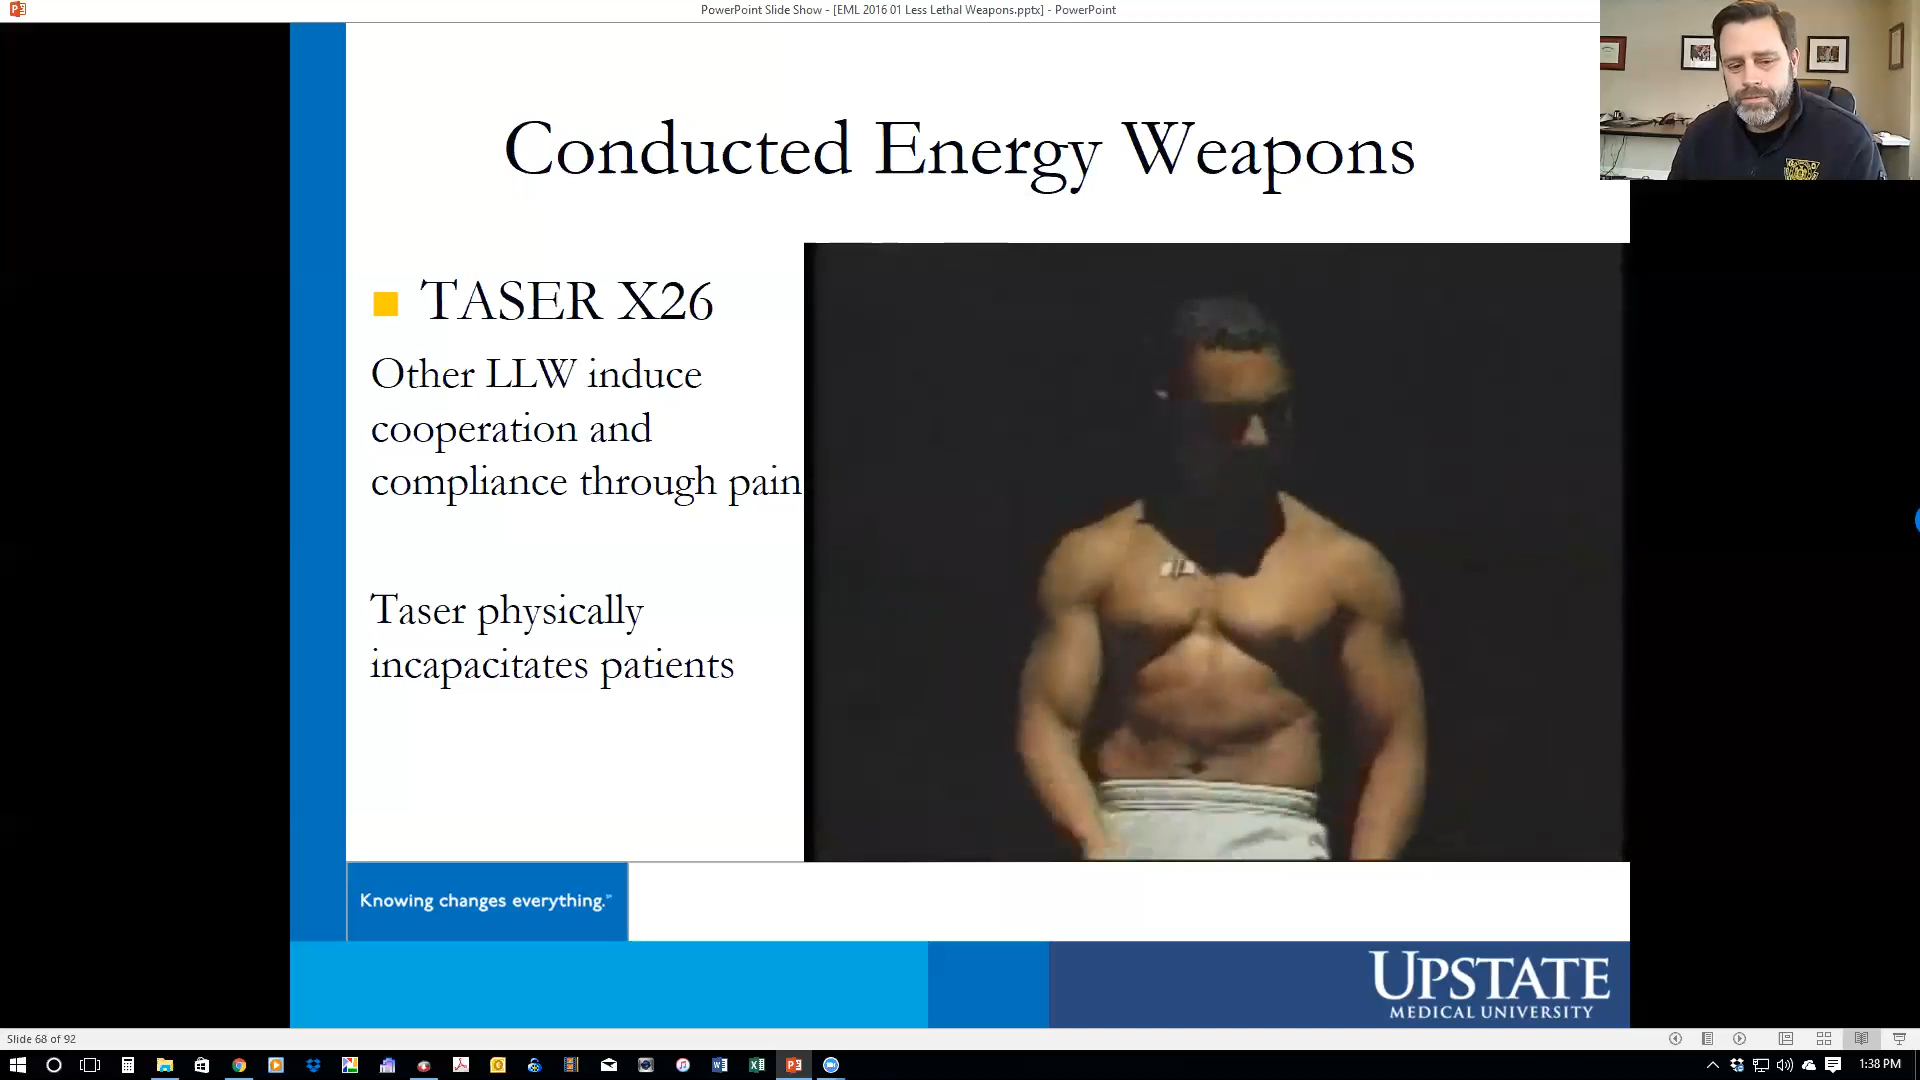 PowerPoint Slide Show - [EML 2016 01 Less Lethal Weapons.pptx] - PowerPoint
Conducted Energy Weapons
TASER X26
Other LLW induce
cooperation and
compliance through pain
Taser physically
incapacitates patients
Knowing changes everything.℠
UPSTATE
MEDICAL UNIVERSITY
Slide 68 of 92
1:38 PM